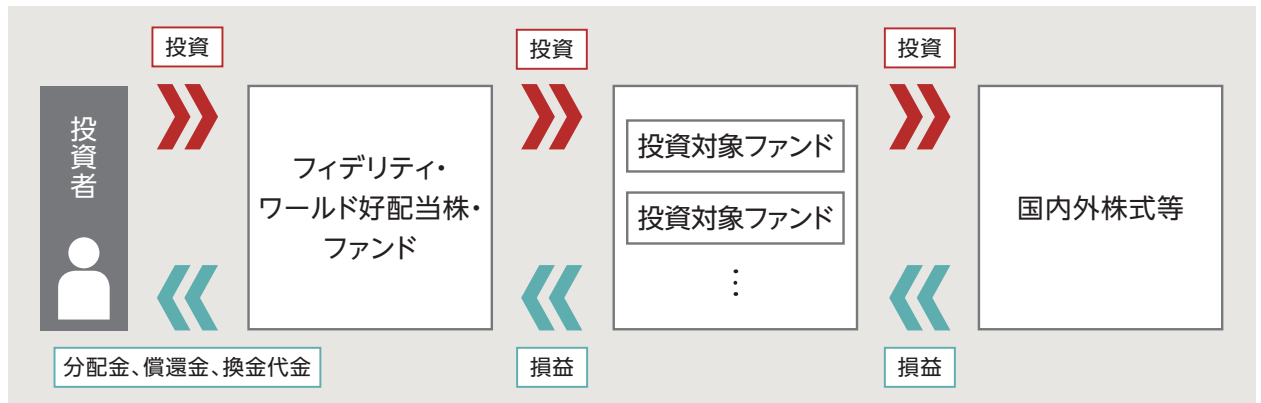 投資
投資
投資
投資者
フィデリティ・
ワールド好配当株・
ファンド
投資対象ファンド
投資対象ファンド
⋮
国内外株式等
分配金、償還金、換金代金
損益
損益